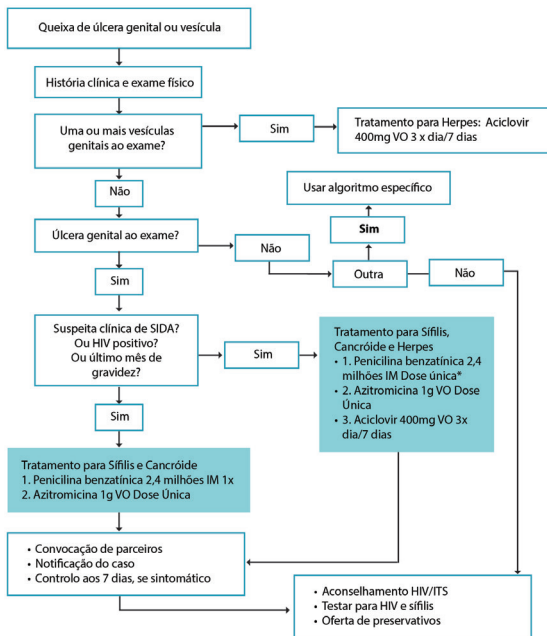 Queixa de úlcera genital ou vesícula
História clínica e exame físico
Uma ou mais vesículas
genitais ao exame?
Sim
Tratamento para Herpes: Aciclovir
400mg VO 3 x dia/7 dias
Não
Usar algoritmo específico
Sim
Úlcera genital ao exame?
Não
Outra
Não
Sim
Suspeita clínica de SIDA?
Ou HIV positivo?
Ou último mês de
gravidez?
Sim
Tratamento para Sífilis,
Cancróide e Herpes
• 1. Penicilina benzatínica 2,4
milhões IM Dose única*
• 2. Azitromicina 1g VO Dose
Única
• 3. Aciclovir 400mg VO 3x
dia/7 dias
Sim
Tratamento para Sífilis e Cancróide
1. Penicilina benzatínica 2,4 milhões IM 1x
2. Azitromicina 1g VO Dose Única
• Convocação de parceiros
• Notificação do caso
• Controlo aos 7 dias, se sintomático
• Aconselhamento HIV/ITS
• Testar para HIV e sífilis
• Oferta de preservativos